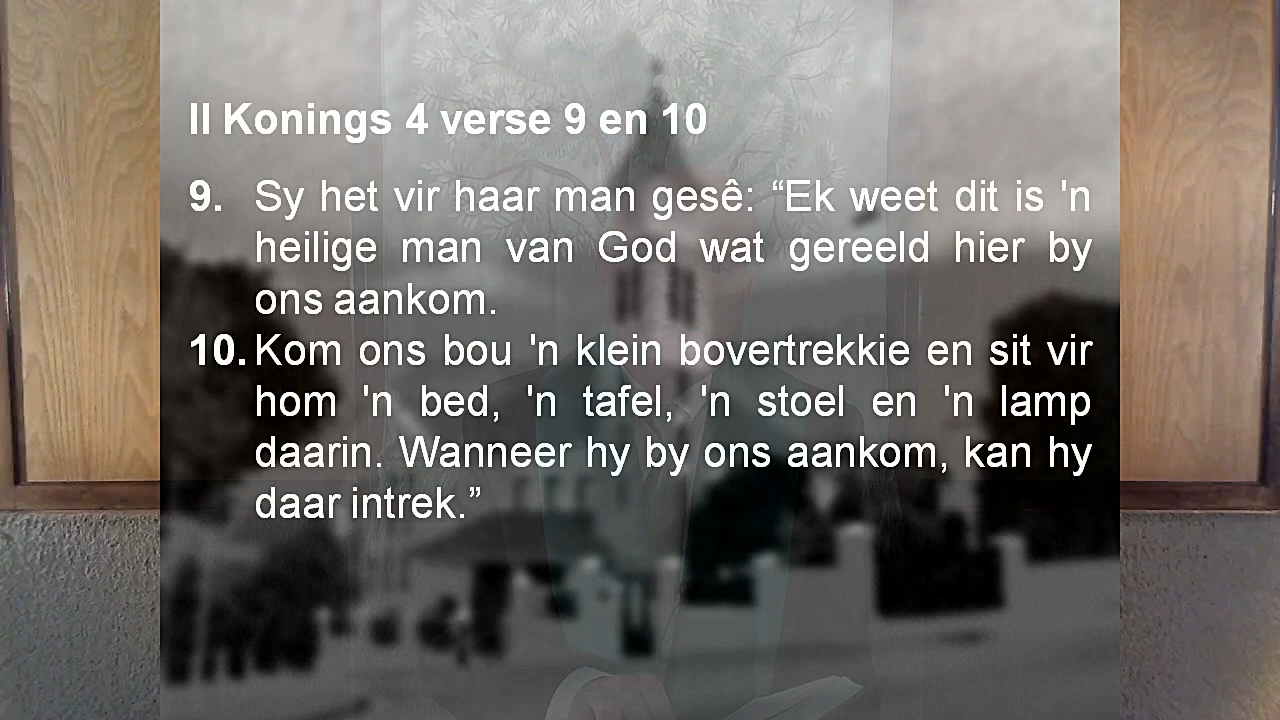 II Konings 4 verse 9 en 10
9. Sy het vir haar man gesê: “Ek weet dit is 'n
heilige man van God wat gereeld hier by
ons aankom.
10. Kom ons bou 'n klein bovertrekkie en sit vir
hom 'n bed, 'n tafel, 'n stoel en 'n lamp
daarin. Wanneer hy by ons aankom, kan hy
daar intrek.”